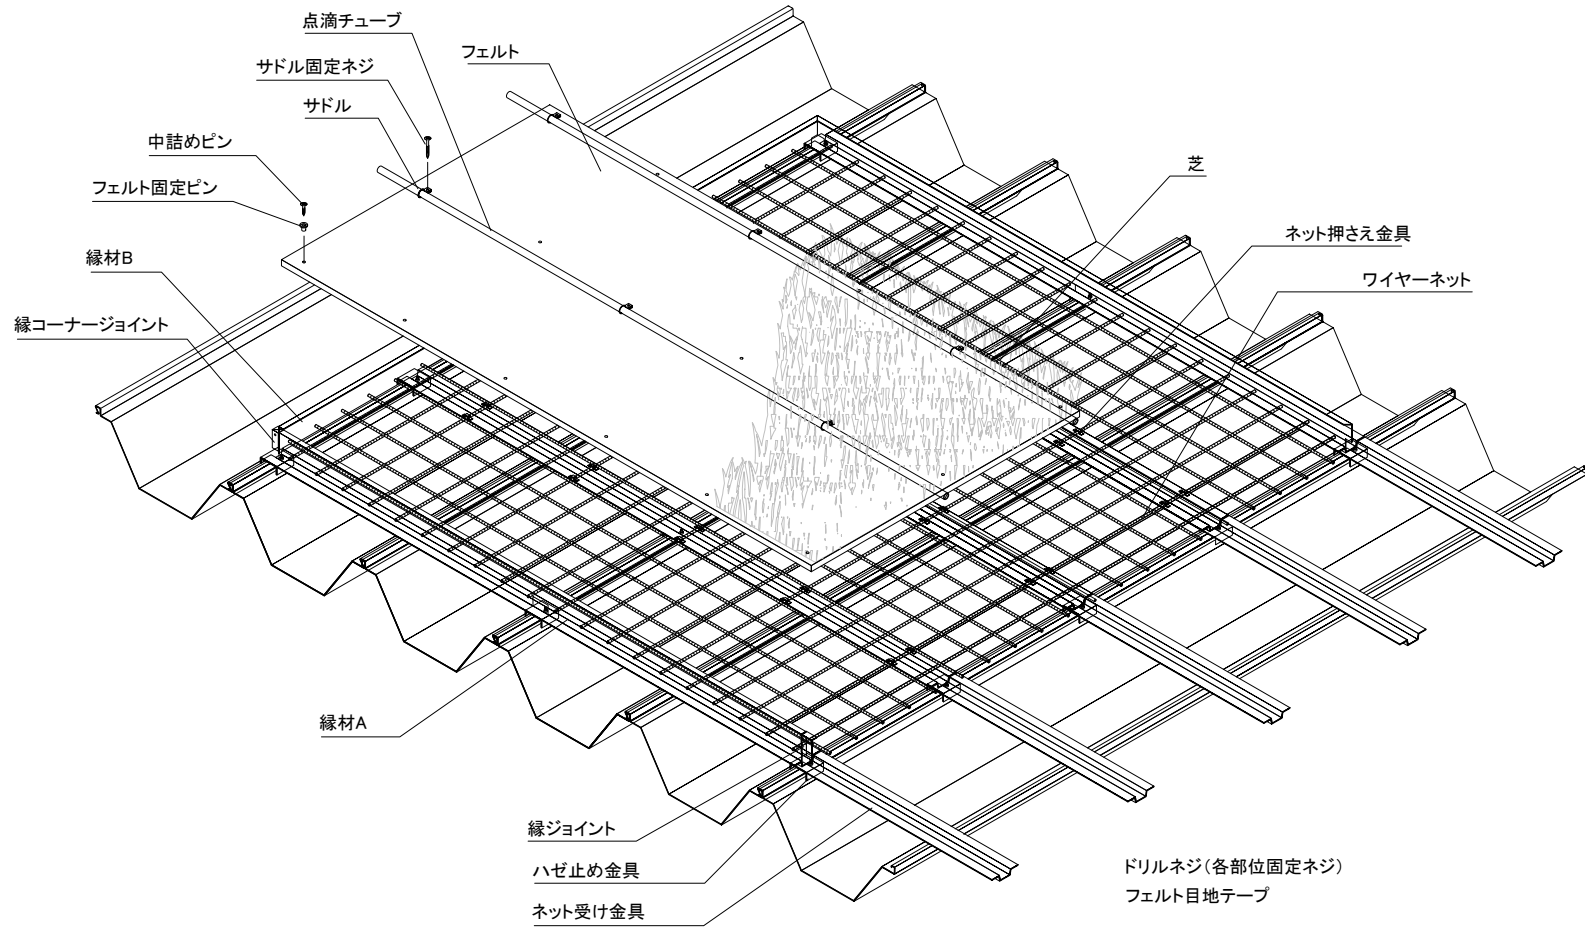 点滴チューブ
フェルト
サドル固定ネジ
サドル
中詰めピン
フェルト固定ピン
芝
ネット押さえ金具
縁材B
ワイヤーネット
縁コーナージョイント
縁材A
縁ジョイント
ハゼ止め金具
ネット受け金具
ドリルネジ(各部位固定ネジ)
フェルト目地テープ